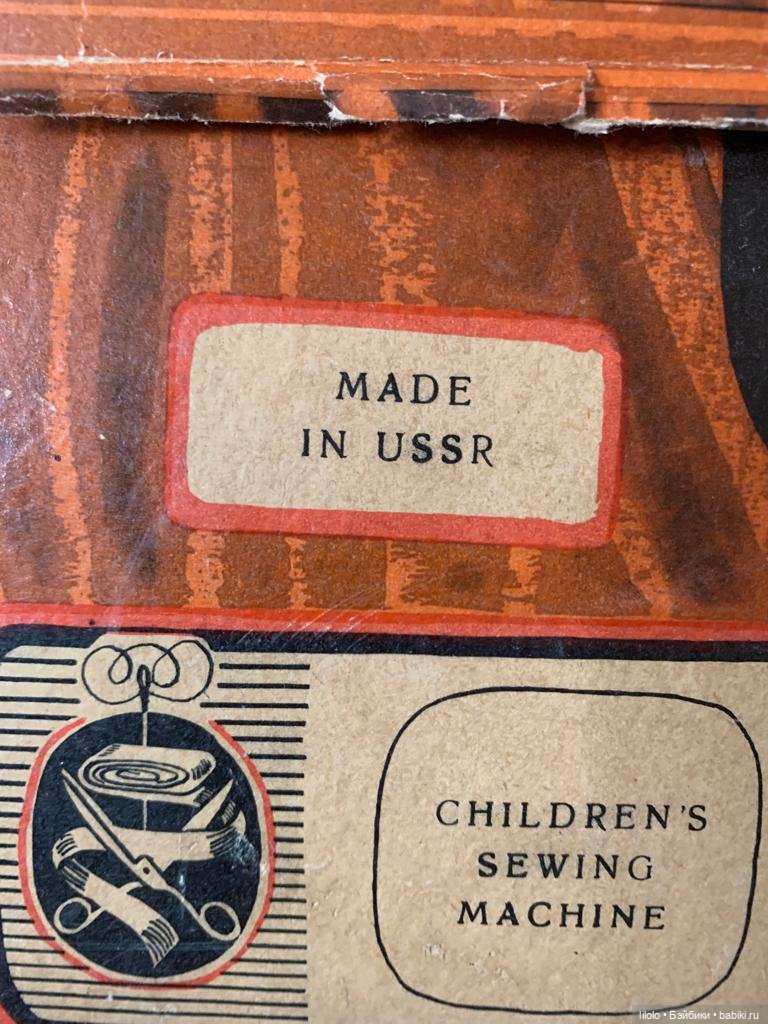 MADE
IN USSR
CHILDREN'S
SEWING
MACHINE
lilolo • Бэйбики • babiki.ru